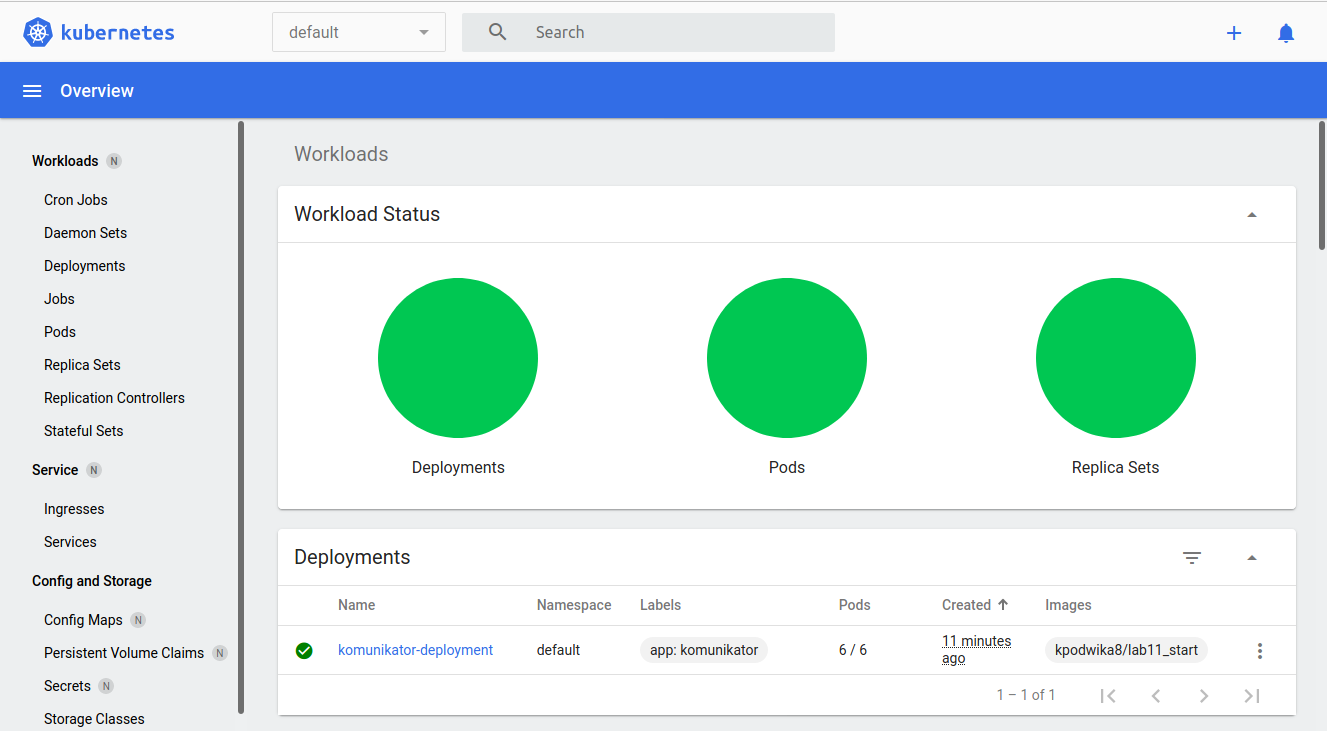 kubernetes
default
Search
Overview
Workloads N
Cron Jobs
Daemon Sets
Deployments
Jobs
Pods
Replica Sets
Replication Controllers
Stateful Sets
Service N
Ingresses
Services
Config and Storage
Config Maps N
Persistent Volume Claims N
Secrets N
Storage Classes
Workloads
Workload Status
Deployments
Pods
Replica Sets
Deployments
Name Namespace Labels Pods Created Images
komunikator-deployment default app: komunikator 6 / 6 11 minutes ago kpodwika8/lab11_start
1 – 1 of 1